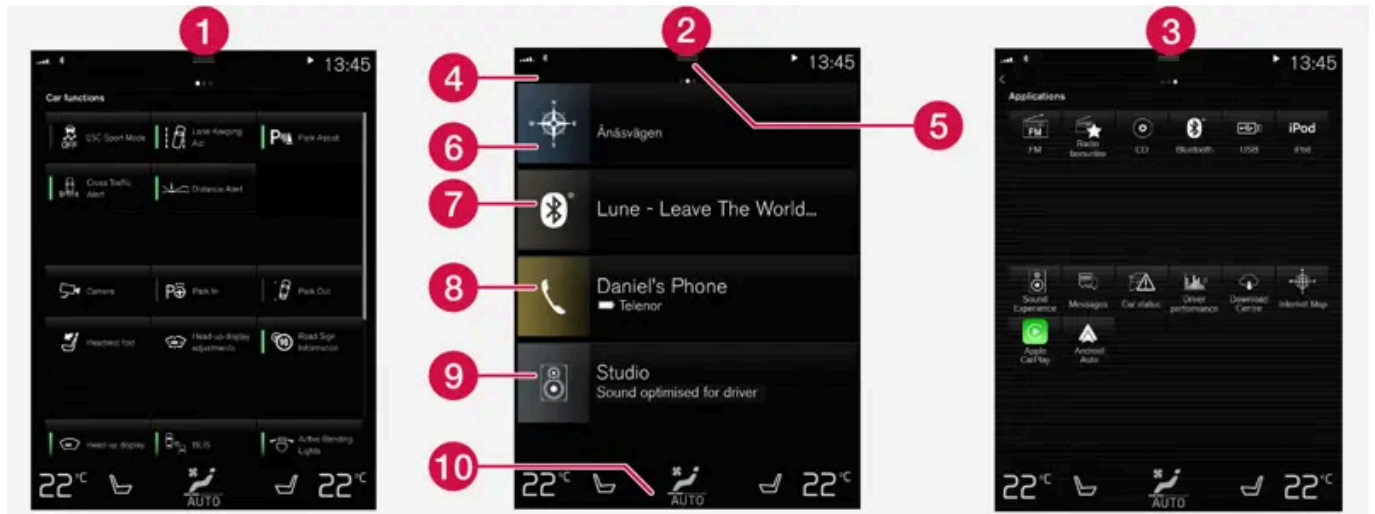 1
13:45
Car functions
OFF
ESC Sport Mode
Lane Keeping
Aid
P
Park Assist
Cross Traffic
Alert
Distance Alert
Camera
P
Park In
Park Out
Headrest fold
Head-up display
adjustments
Road Sign
Information
Head-up display
BLIS
Active Bending
Lights
22°C
AUTO
22°C
2
13:45
4
5
6
Änäsvägen
7
Lune - Leave The World...
8
Daniel's Phone
Telenor
9
Studio
Sound optimised for driver
10
22°C
AUTO
22°C
3
13:45
Applications
FM
FM
Radio
favourites
CD
Bluetooth
USB
iPod
iPod
Sound
Experience
Messages
Car status
Driver
performance
Download
Centre
Internet Map
Apple
CarPlay
Android
Auto
22°C
AUTO
22°C